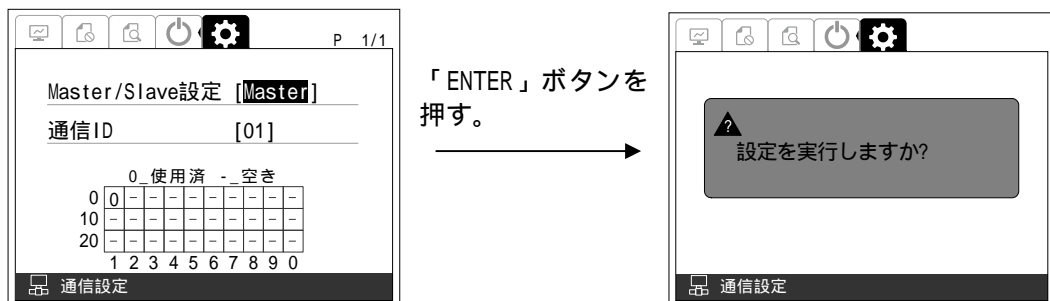 P 1/1
Master/Slave設定 [Master]
通信ID [01]
0_使用済 -_空き
0 0 - - - - - - - - -
10 - - - - - - - - - -
20 - - - - - - - - - -
1 2 3 4 5 6 7 8 9 0
通信設定
「ENTER」ボタンを
押す。
?
設定を実行しますか?
通信設定